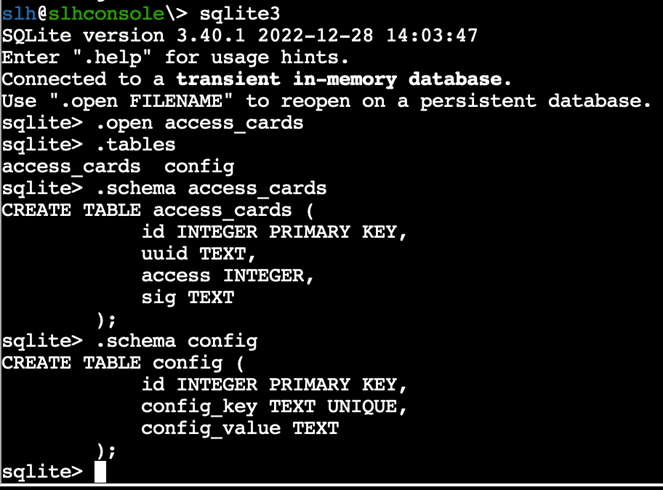 slh@slhconsole\> sqlite3
SQLite version 3.40.1 2022-12-28 14:03:47
Enter ".help" for usage hints.
Connected to a transient in-memory database.
Use ".open FILENAME" to reopen on a persistent database.
sqlite> .open access_cards
sqlite> .tables
access_cards  config
sqlite> .schema access_cards
CREATE TABLE access_cards (
            id INTEGER PRIMARY KEY,
            uuid TEXT,
            access INTEGER,
            sig TEXT
        );
sqlite> .schema config
CREATE TABLE config (
            id INTEGER PRIMARY KEY,
            config_key TEXT UNIQUE,
            config_value TEXT
        );
sqlite>